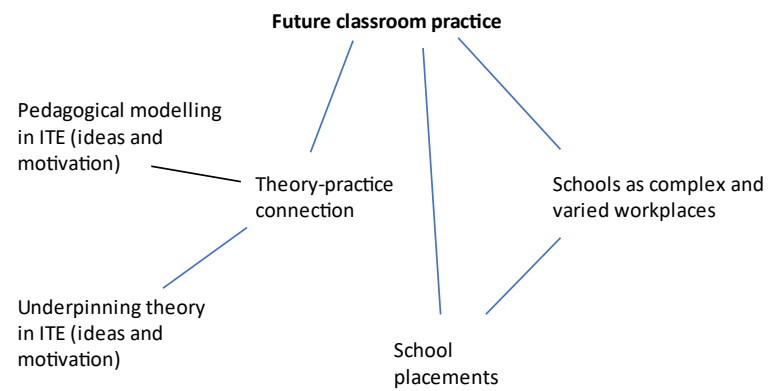 Future classroom practice
Pedagogical modelling
in ITE (ideas and
motivation)
Theory-practice
connection
Schools as complex and
varied workplaces
Underpinning theory
in ITE (ideas and
motivation)
School
placements